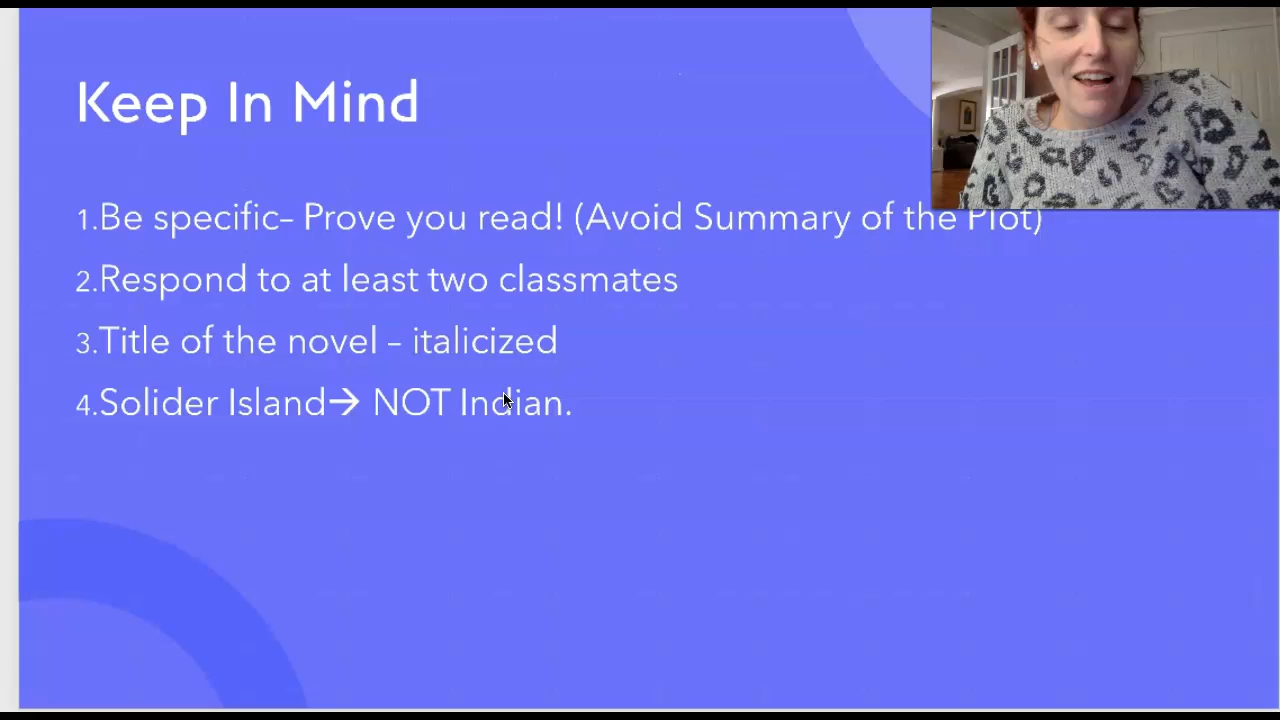 Keep In Mind
1.Be specific– Prove you read! (Avoid Summary of the Plot)
2.Respond to at least two classmates
3.Title of the novel – italicized
4.Solider Island→ NOT Indian.